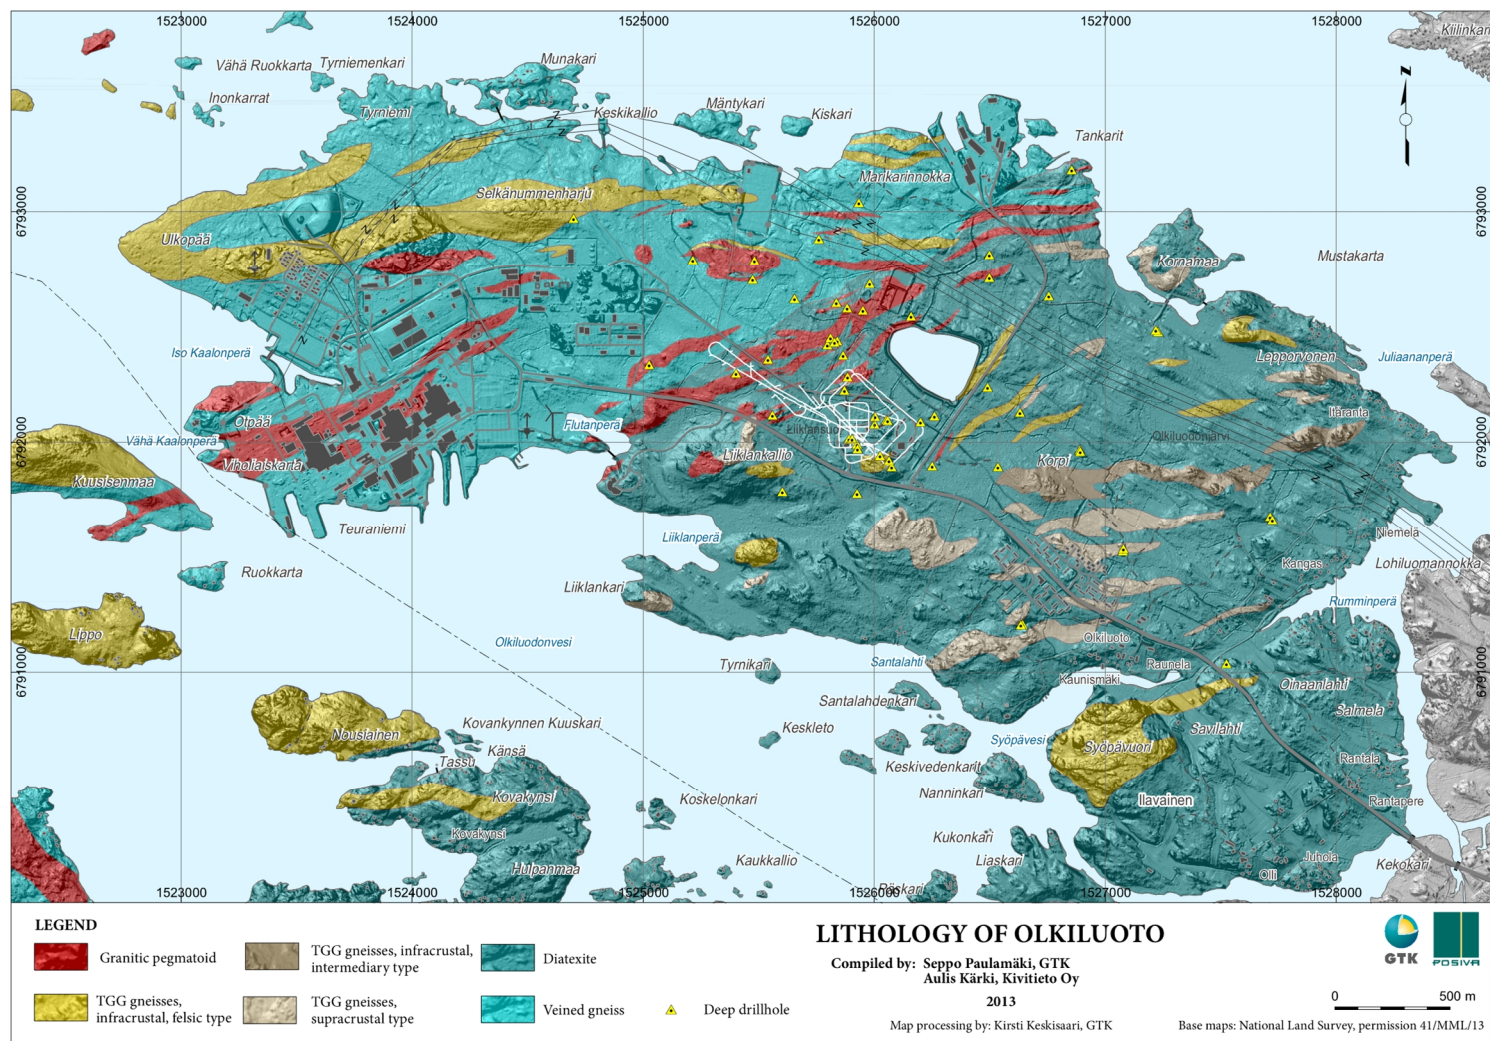 1523000
1524000
1525000
1526000
1527000
1528000
Kiilinkari
Vähä Ruokkarta
Tyrniemenkari
Munakari
Inonkarrat
Tyrniemi
Keskikallio
Mäntykari
Kiskari
Tankarit
Marikarinnokka
Selkänummenharju
6793000
6793000
Ulkopää
Kornamaa
Mustakarta
Iso Kaalonperä
Lepporvonen
Juliaananperä
Otpää
Flutanperä
Itäranta
Vähä Kaalonperä
Liiklansuo
Olkiluodonjärvi
6792000
6792000
Liiklankallio
Korpi
Kuusisenmaa
Teuraniemi
Liiklanperä
Niemelä
Ruokkarta
Liiklankari
Kangas
Lohiluomannokka
Rumminperä
Lippo
Olkiluodonvesi
Olkiluoto
Tyrnikari
Santalahti
Raunela
Kaunismäki
6791000
6791000
Oinaanlahti
Santalahdenkari
Salmela
Kovankynnen Kuuskari
Keskleto
Savilahti
Nousiainen
Syöpävesi
Syöpävuori
Känsä
Tassu
Keskivedenkarit
Rantala
Kovakynsi
Koskelonkari
Nanninkari
Ilavainen
Rantapere
Kovakynsi
Kukonkari
Kaukkallio
Liaskari
Juhola
Kekokari
Hulpanmaa
Olli
Räskari
1523000
1524000
1525000
1526000
1527000
1528000
LEGEND
Granitic pegmatoid
TGG gneisses, infracrustal,
intermediary type
Diatexite
TGG gneisses,
infracrustal, felsic type
TGG gneisses,
supracrustal type
Veined gneiss
Deep drillhole
LITHOLOGY OF OLKILUOTO
Compiled by: Seppo Paulamäki, GTK
Aulis Kärki, Kivitieto Oy
2013
Map processing by: Kirsti Keskisaari, GTK
GTK
POSIVA
0 500 m
Base maps: National Land Survey, permission 41/MML/13